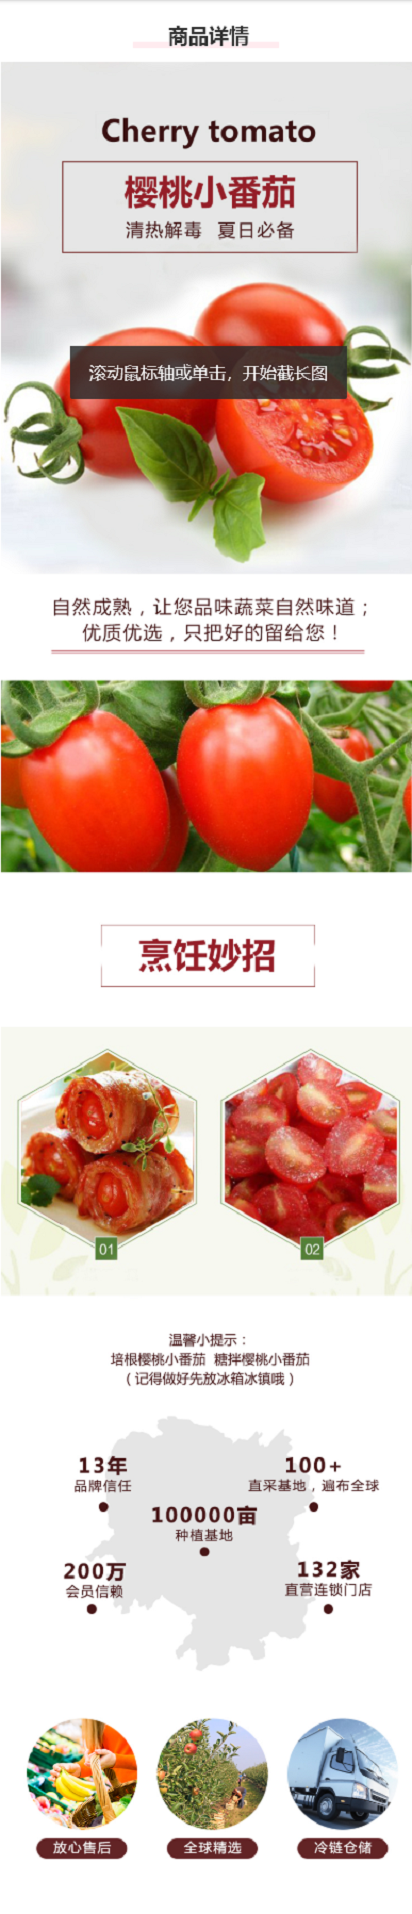 商品详情
Cherry tomato
樱桃小番茄
清热解毒 夏日必备
滚动鼠标轴或单击，开始截长图
自然成熟，让您品味蔬菜自然味道；
优质优选，只把好的留给您！
烹饪妙招
01
02
温馨小提示：
培根樱桃小番茄 糖拌樱桃小番茄
（记得做好先放冰箱冰镇哦）
13年
品牌信任
100+
直采基地，遍布全球
100000亩
种植基地
200万
会员信赖
132家
直营连锁门店
放心售后
全球精选
冷链仓储